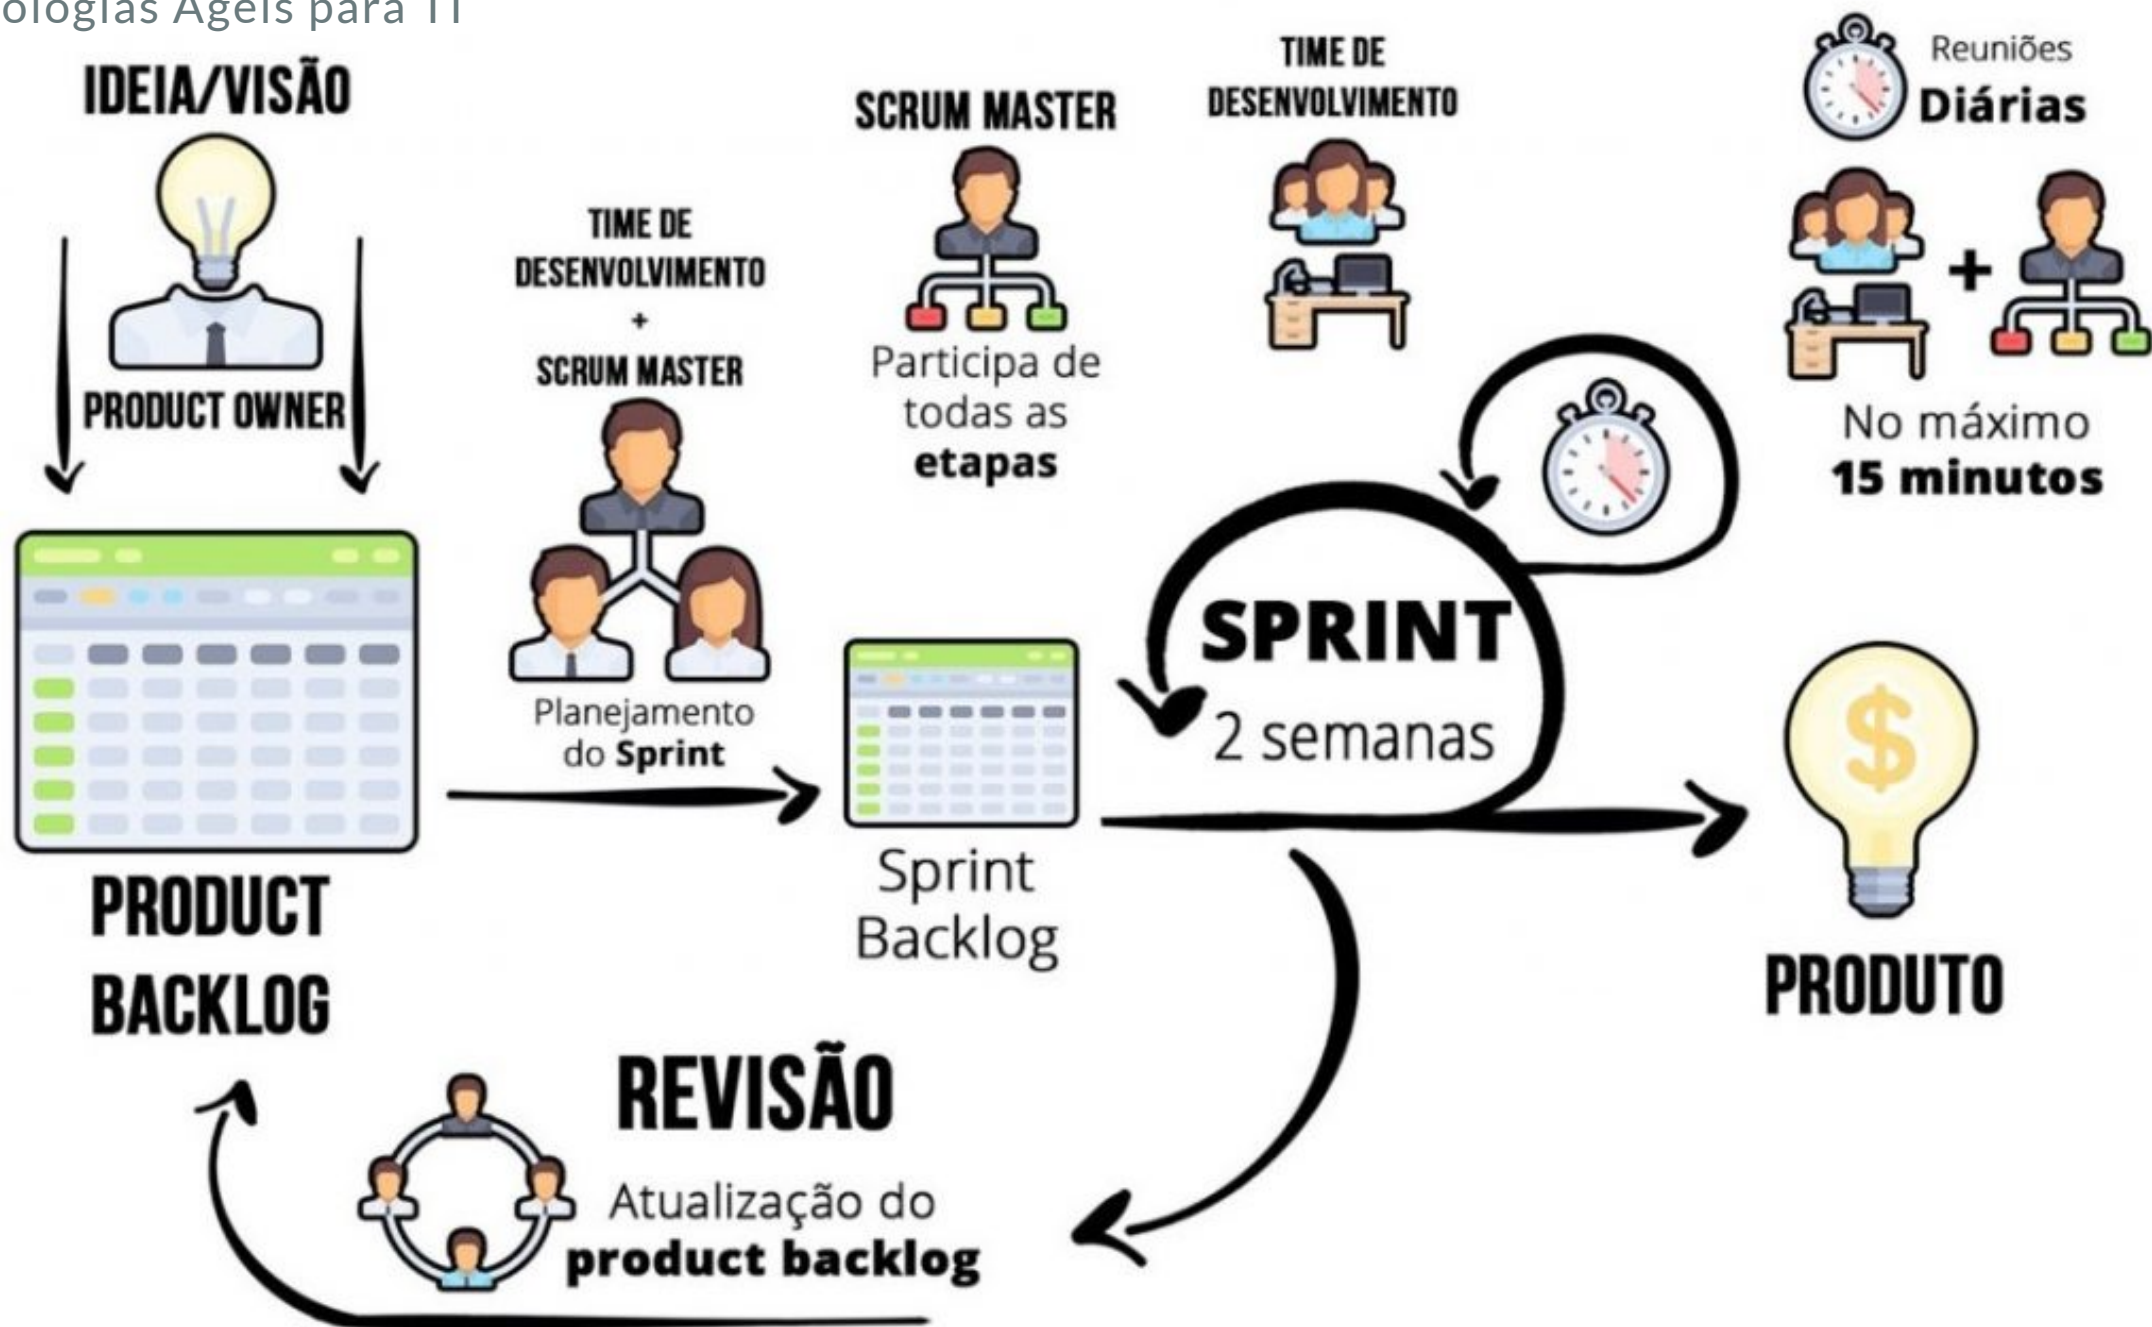 ologias Ágeis para TI
IDEIA/VISÃO
PRODUCT OWNER
PRODUCT
BACKLOG
TIME DE
DESENVOLVIMENTO
+
SCRUM MASTER
Planejamento
do Sprint
SCRUM MASTER
Participa de
todas as
etapas
Sprint
Backlog
TIME DE
DESENVOLVIMENTO
SPRINT
2 semanas
Reuniões
Diárias
+
No máximo
15 minutos
$
PRODUTO
REVISÃO
Atualização do
product backlog